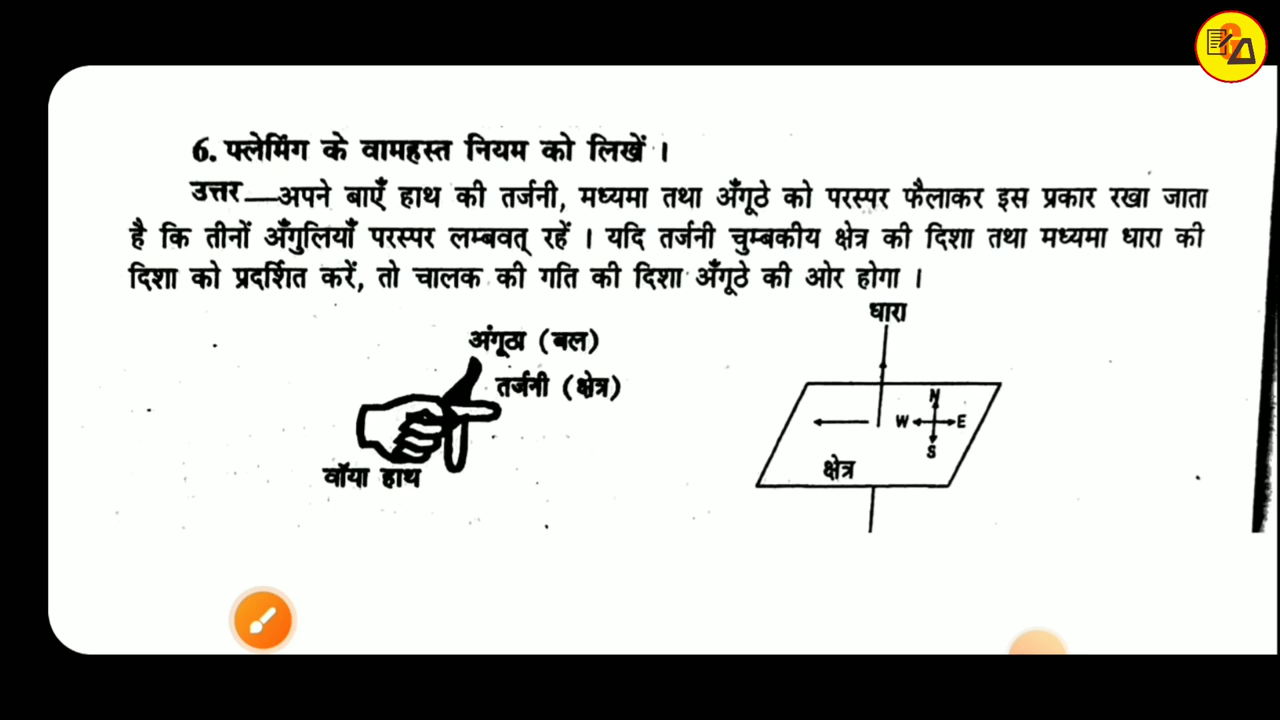 6. फ्लेमिंग के वामहस्त नियम को लिखें ।
उत्तर—अपने बाएँ हाथ की तर्जनी, मध्यमा तथा अँगूठे को परस्पर फैलाकर इस प्रकार रखा जाता
है कि तीनों अँगुलियाँ परस्पर लम्बवत् रहें । यदि तर्जनी चुम्बकीय क्षेत्र की दिशा तथा मध्यमा धारा की
दिशा को प्रदर्शित करें, तो चालक की गति की दिशा अँगूठे की ओर होगा ।
अंगूठा (बल)
तर्जनी (क्षेत्र)
वॉया हाथ
धारा
N
W E
S
क्षेत्र